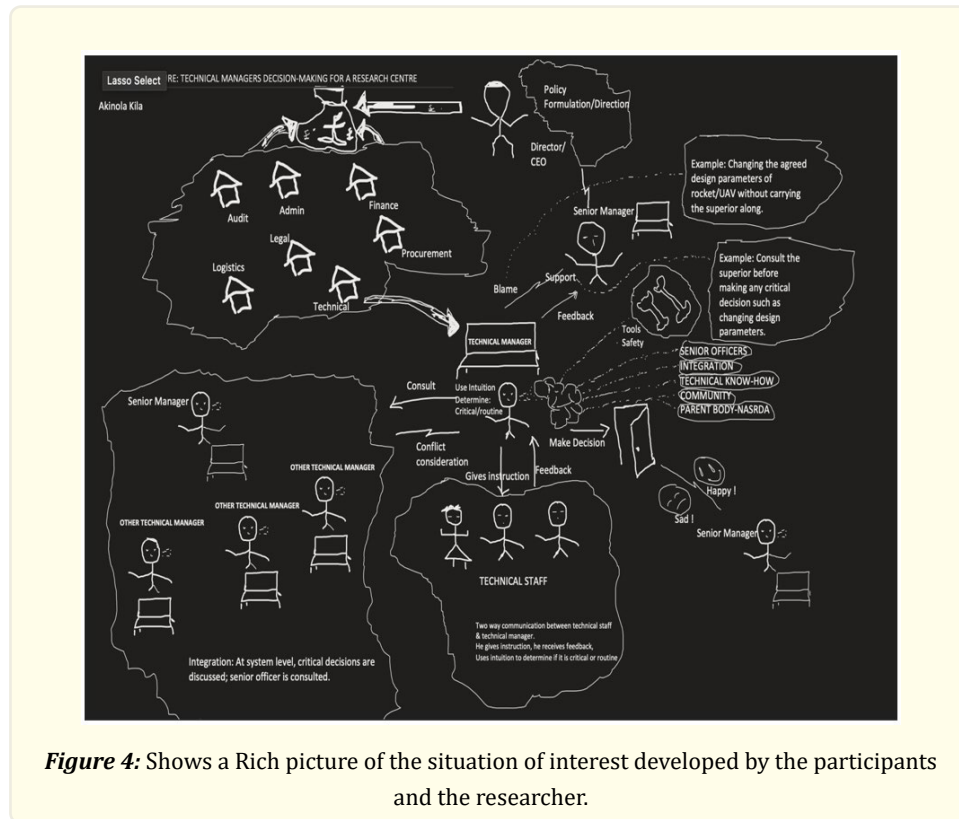 Lasso Select
RE: TECHNICAL MANAGERS DECISION-MAKING FOR A RESEARCH CENTRE
Akinola Kila
£
Policy
Formulation/Direction
Director/
CEO
Example: Changing the agreed
design parameters of
rocket/UAV without carrying
the superior along.
Audit
Admin
Finance
Senior Manager
Legal
Procurement
Logistics
Technical
Blame
Support
Feedback
Example: Consult the
superior before
making any critical
decision such as
changing design
parameters.
Tools
Safety
TECHNICAL MANAGER
SENIOR OFFICERS
INTEGRATION
TECHNICAL KNOW-HOW
COMMUNITY
PARENT BODY-NASRDA
Consult
Use Intuition
Determine:
Critical/routine
Make Decision
Conflict
consideration
Gives instruction
Feedback
Happy !
Sad !
Senior Manager
Senior Manager
OTHER TECHNICAL MANAGER
OTHER TECHNICAL MANAGER
OTHER TECHNICAL MANAGER
TECHNICAL STAFF
Two way communication between technical staff
& technical manager.
He gives instruction, he receives feedback,
Uses intuition to determine if it is critical or routine
Integration: At system level, critical decisions are
discussed; senior officer is consulted.
Figure 4: Shows a Rich picture of the situation of interest developed by the participants
and the researcher.